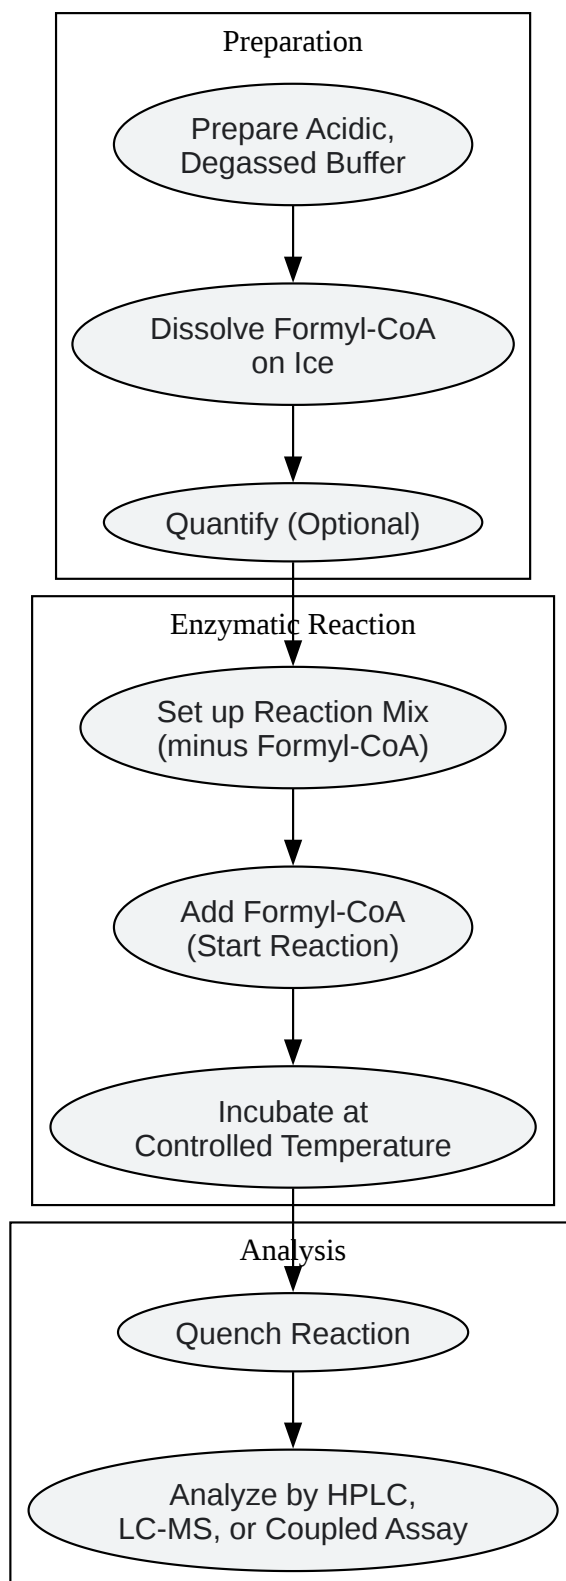 Preparation
Prepare Acidic,
Degassed Buffer
Dissolve Formyl-CoA
on Ice
Quantify (Optional)
Enzymatic Reaction
Set up Reaction Mix
(minus Formyl-CoA)
Add Formyl-CoA
(Start Reaction)
Incubate at
Controlled Temperature
Analysis
Quench Reaction
Analyze by HPLC,
LC-MS, or Coupled Assay